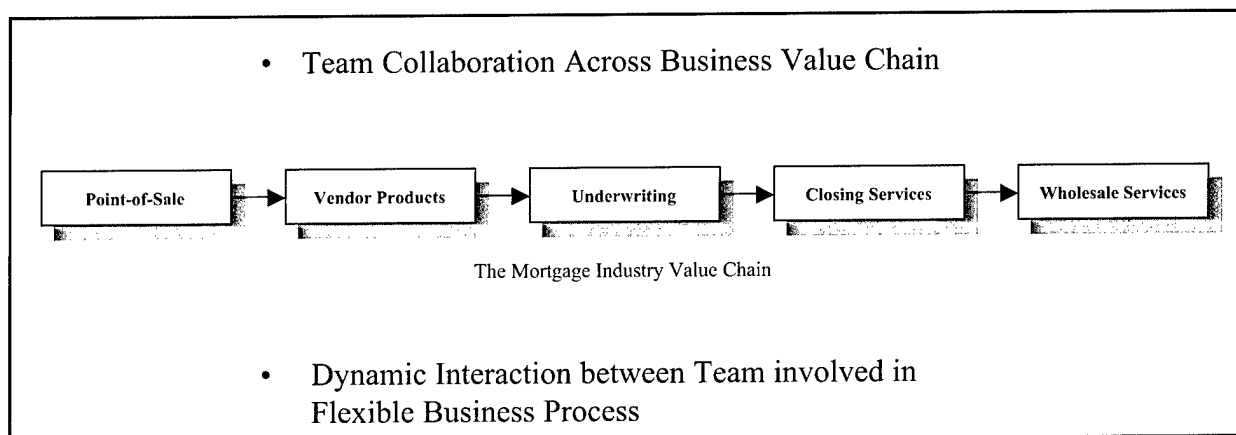 • Team Collaboration Across Business Value Chain
Point-of-Sale
Vendor Products
Underwriting
Closing Services
Wholesale Services
The Mortgage Industry Value Chain
• Dynamic Interaction between Team involved in
Flexible Business Process